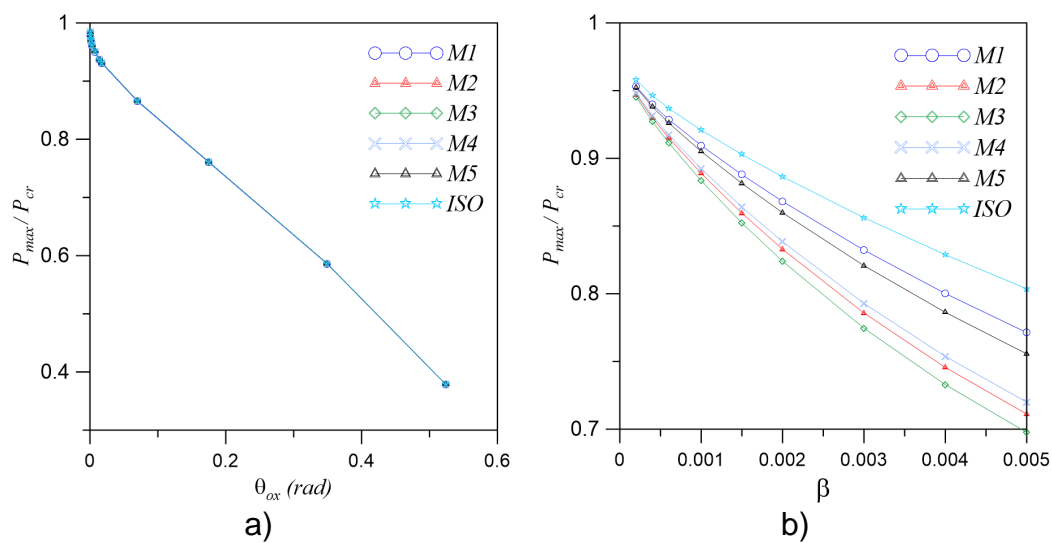 1
0.8
0.6
0.4
P_max / P_cr
M1
M2
M3
M4
M5
ISO
0 0.2 0.4 0.6
θ_ox (rad)
a)
1
0.9
0.8
0.7
P_max / P_cr
M1
M2
M3
M4
M5
ISO
0 0.001 0.002 0.003 0.004 0.005
β
b)